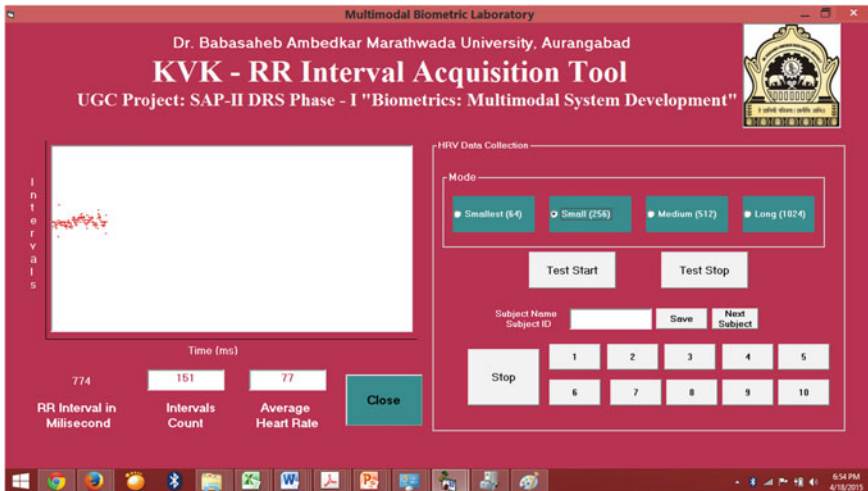 Multimodal Biometric Laboratory
Dr. Babasaheb Ambedkar Marathwada University, Aurangabad
KVK - RR Interval Acquisition Tool
UGC Project: SAP-II DRS Phase - I "Biometrics: Multimodal System Development"
Intervals
Time (ms)
774
RR Interval in
Milisecond
151
Intervals
Count
77
Average
Heart Rate
Close
HRV Data Collection
Mode
Smallest (64)
Small (256)
Medium (512)
Long (1024)
Test Start
Test Stop
Subject Name
Subject ID
Save
Next
Subject
Stop
1
2
3
4
5
6
7
8
9
10
6:54 PM
4/18/2015